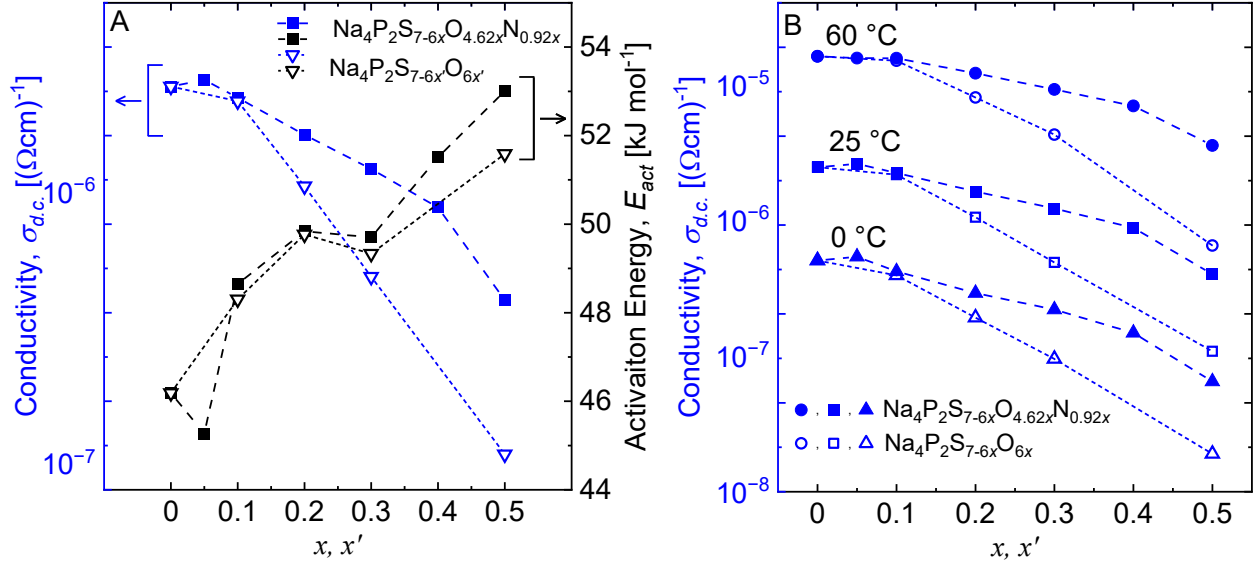 A
Na₄P₂S₇₋₆ₓO₄.₆₂ₓN₀.₉₂ₓ
Na₄P₂S₇₋₆ₓ′O₆ₓ′
Conductivity, σd.c. [(Ωcm)⁻¹]
10⁻⁶
10⁻⁷
54
53
52
51
50
49
48
47
46
45
44
Activaiton Energy, Eact [kJ mol⁻¹]
0 0.1 0.2 0.3 0.4 0.5
x, x′
B
60 °C
25 °C
0 °C
Conductivity, σd.c. [(Ωcm)⁻¹]
10⁻⁵
10⁻⁶
10⁻⁷
10⁻⁸
, , Na₄P₂S₇₋₆ₓO₄.₆₂ₓN₀.₉₂ₓ
, , Na₄P₂S₇₋₆ₓO₆ₓ
0 0.1 0.2 0.3 0.4 0.5
x, x′